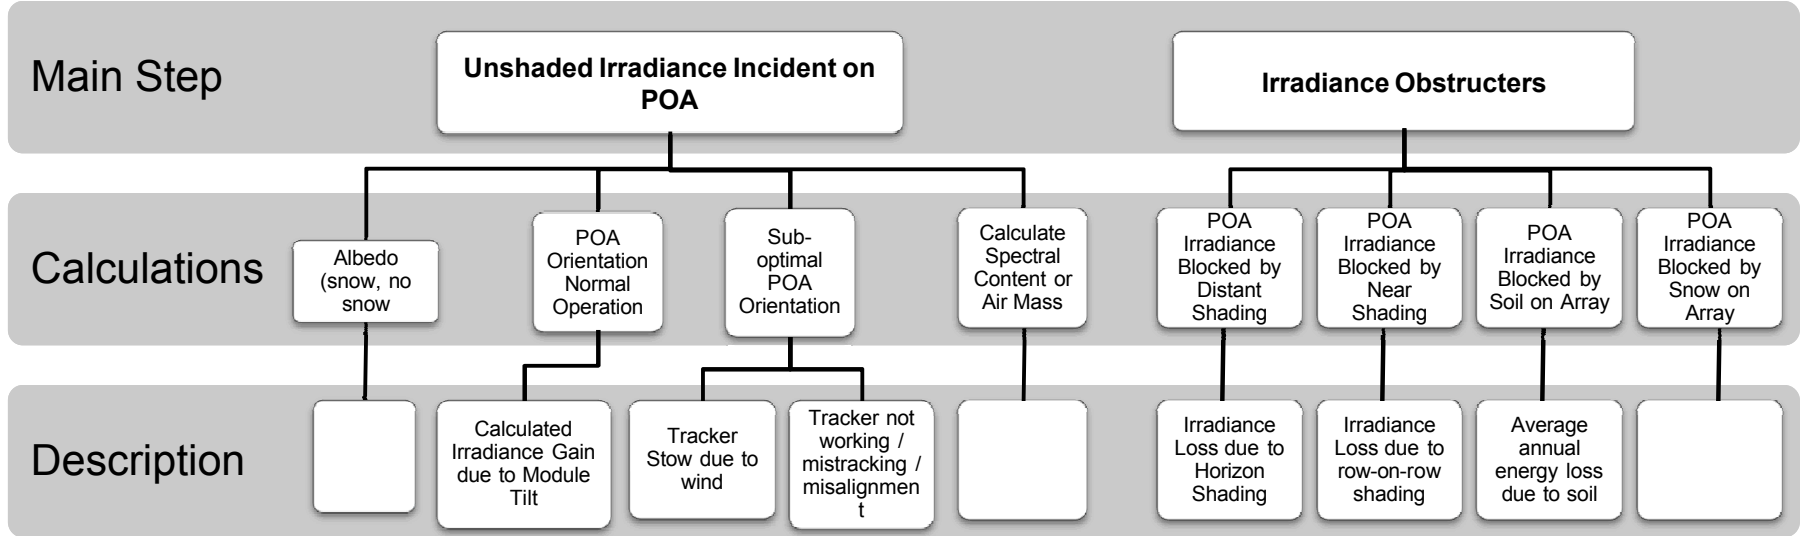 Main Step
Unshaded Irradiance Incident on
POA
Irradiance Obstructers
Calculations
Albedo
(snow, no
snow
POA
Orientation
Normal
Operation
Sub-
optimal
POA
Orientation
Calculate
Spectral
Content or
Air Mass
POA
Irradiance
Blocked by
Distant
Shading
POA
Irradiance
Blocked by
Near
Shading
POA
Irradiance
Blocked by
Soil on Array
POA
Irradiance
Blocked by
Snow on
Array
Description
Calculated
Irradiance Gain
due to Module
Tilt
Tracker
Stow due to
wind
Tracker not
working /
mistracking /
misalignmen
t
Irradiance
Loss due to
Horizon
Shading
Irradiance
Loss due to
row-on-row
shading
Average
annual
energy loss
due to soil